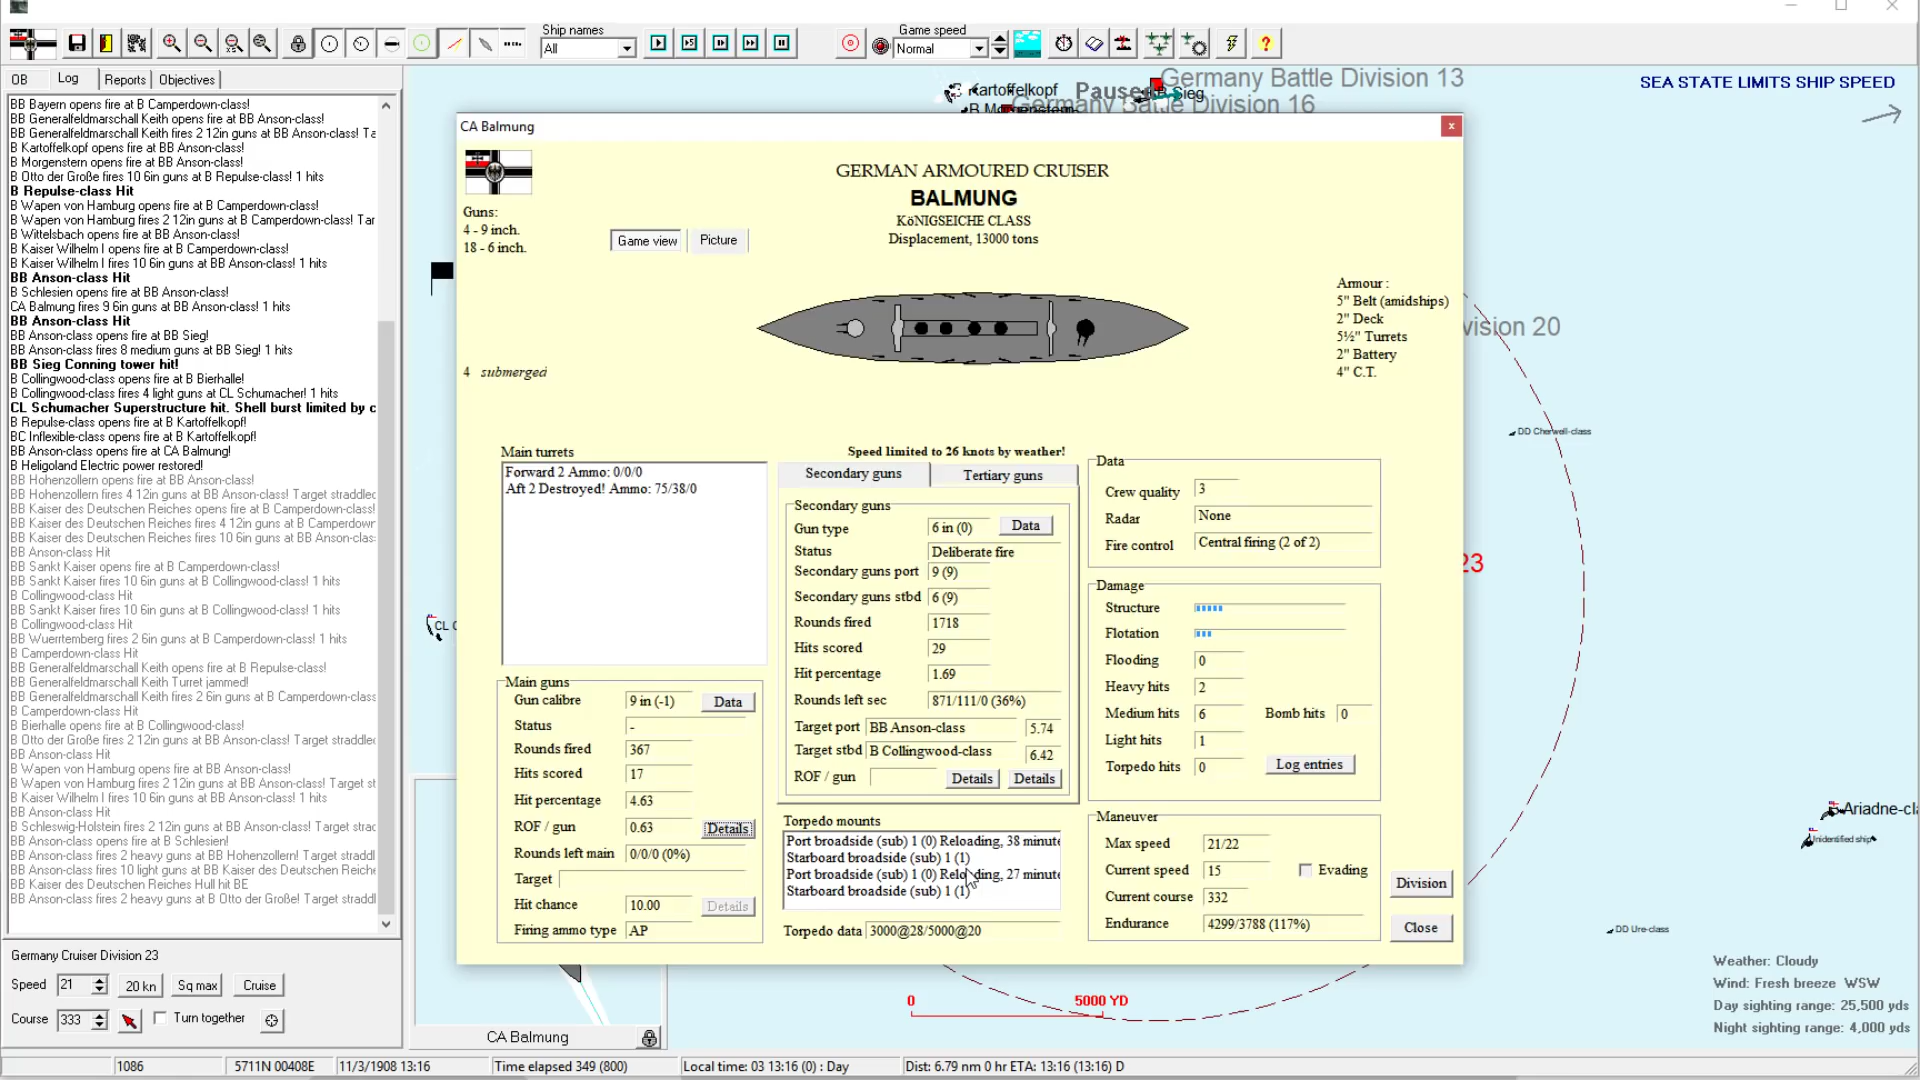 Ship names
All
Game speed
Normal
OB
Log
Reports
Objectives
BB Bayern opens fire at B Camperdown-class!
BB Generalfeldmarschall Keith opens fire at BB Anson-class!
BB Generalfeldmarschall Keith fires 2 12in guns at BB Anson-class! Ta
B Kartoffelkopf opens fire at BB Anson-class!
B Morgenstern opens fire at BB Anson-class!
B Otto der Große fires 10 6in guns at B Repulse-class! 1 hits
B Repulse-class Hit
B Wapen von Hamburg opens fire at B Camperdown-class!
B Wapen von Hamburg fires 2 12in guns at B Camperdown-class! Tar
B Wittelsbach opens fire at B Camperdown-class!
B Kaiser Wilhelm I opens fire at B Camperdown-class!
B Kaiser Wilhelm I fires 10 6in guns at BB Anson-class! 1 hits
BB Anson-class Hit
B Schlesien opens fire at BB Anson-class!
CA Balmung fires 9 6in guns at BB Anson-class! 1 hits
BB Anson-class Hit
BB Anson-class opens fire at BB Sieg!
BB Anson-class fires 8 medium guns at BB Sieg! 1 hits
BB Sieg Conning tower hit!
B Collingwood-class opens fire at B Bierhalle!
B Collingwood-class fires 4 light guns at CL Schumacher! 1 hits
CL Schumacher Superstructure hit. Shell burst limited by c
B Repulse-class opens fire at B Kartoffelkopf!
BC Inflexible-class opens fire at B Kartoffelkopf!
BB Anson-class opens fire at CA Balmung!
B Heligoland Electric power restored!
BB Hohenzollern opens fire at BB Anson-class!
BB Hohenzollern fires 4 12in guns at BB Anson-class! Target straddled
BB Kaiser des Deutschen Reiches opens fire at B Camperdown-class!
BB Kaiser des Deutschen Reiches fires 4 12in guns at B Camperdown
BB Kaiser des Deutschen Reiches fires 10 6in guns at BB Anson-clas
BB Anson-class Hit
BB Sankt Kaiser opens fire at B Camperdown-class!
BB Sankt Kaiser fires 10 6in guns at B Collingwood-class! 1 hits
B Collingwood-class Hit
BB Sankt Kaiser fires 10 6in guns at B Collingwood-class! 1 hits
B Collingwood-class Hit
BB Wuerrtemberg fires 2 6in guns at B Camperdown-class! 1 hits
B Camperdown-class Hit
BB Generalfeldmarschall Keith opens fire at B Repulse-class!
BB Generalfeldmarschall Keith Turret jammed!
BB Generalfeldmarschall Keith fires 2 6in guns at B Camperdown-class
B Camperdown-class Hit
B Bierhalle opens fire at B Collingwood-class!
B Otto der Große fires 2 12in guns at BB Anson-class! Target straddled
BB Anson-class Hit
B Wapen von Hamburg opens fire at BB Anson-class!
B Wapen von Hamburg fires 2 12in guns at BB Anson-class! Target st
B Kaiser Wilhelm I fires 10 6in guns at BB Anson-class! 1 hits
BB Anson-class Hit
B Schleswig-Holstein fires 2 12in guns at BB Anson-class! Target strad
BB Anson-class opens fire at B Schlesien!
BB Anson-class fires 2 heavy guns at BB Hohenzollern! Target straddl
BB Anson-class fires 10 light guns at BB Kaiser des Deutschen Reiche
BB Kaiser des Deutschen Reiches Hull hit BE
BB Anson-class fires 2 heavy guns at B Otto der Große! Target straddl
Germany Cruiser Division 23
Speed 21 20 kn Sq max Cruise
Course 333 Turn together
Kartoffelkopf
B Morgenstern
Paused
B Sieg
Germany Battle Division 13
Germany Battle Division 16
SEA STATE LIMITS SHIP SPEED
CA Balmung
GERMAN ARMOURED CRUISER
BALMUNG
KöNIGSEICHE CLASS
Displacement, 13000 tons
Guns:
4 - 9 inch.
18 - 6 inch.
Game view
Picture
4 submerged
Armour :
5" Belt (amidships)
2" Deck
5½" Turrets
2" Battery
4" C.T.
Main turrets
Forward 2 Ammo: 0/0/0
Aft 2 Destroyed! Ammo: 75/38/0
Main guns
Gun calibre 9 in (-1) Data
Status -
Rounds fired 367
Hits scored 17
Hit percentage 4.63
ROF / gun 0.63 Details
Rounds left main 0/0/0 (0%)
Target
Hit chance 10.00 Details
Firing ammo type AP
Speed limited to 26 knots by weather!
Secondary guns
Tertiary guns
Secondary guns
Gun type 6 in (0) Data
Status Deliberate fire
Secondary guns port 9 (9)
Secondary guns stbd 6 (9)
Rounds fired 1718
Hits scored 29
Hit percentage 1.69
Rounds left sec 871/111/0 (36%)
Target port BB Anson-class 5.74
Target stbd B Collingwood-class 6.42
ROF / gun Details Details
Torpedo mounts
Port broadside (sub) 1 (0) Reloading, 38 minute
Starboard broadside (sub) 1 (1)
Port broadside (sub) 1 (0) Reloading, 27 minute
Starboard broadside (sub) 1 (1)
Torpedo data 3000@28/5000@20
Data
Crew quality 3
Radar None
Fire control Central firing (2 of 2)
Damage
Structure
Flotation
Flooding 0
Heavy hits 2
Medium hits 6 Bomb hits 0
Light hits 1
Torpedo hits 0 Log entries
Maneuver
Max speed 21/22
Current speed 15 Evading
Current course 332
Endurance 4299/3788 (117%)
Division
Close
vision 20
23
CL
DD Cherwell-class
Ariadne-cl
Unidentified ship
DD Ure-class
0 5000 YD
CA Balmung
Weather: Cloudy
Wind: Fresh breeze WSW
Day sighting range: 25,500 yds
Night sighting range: 4,000 yds
1086 5711N 00408E 11/3/1908 13:16 Time elapsed 349 (800) Local time: 03 13:16 (0) : Day Dist: 6.79 nm 0 hr ETA: 13:16 (13:16) D